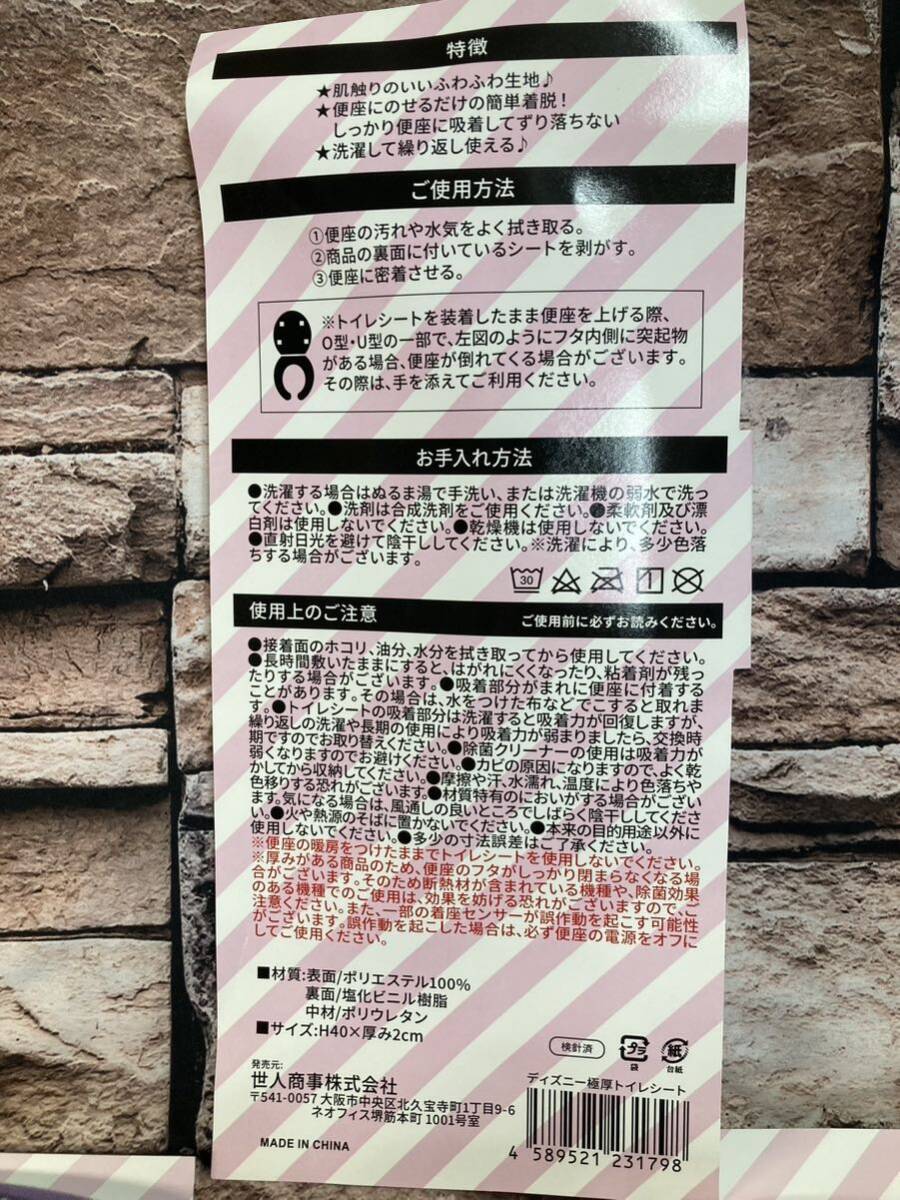 特徴
★肌触りのいいふわふわ生地♪
★便座にのせるだけの簡単着脱！
しっかり便座に吸着してずり落ちない
★洗濯して繰り返し使える♪
ご使用方法
①便座の汚れや水気をよく拭き取る。
②商品の裏面に付いているシートを剥がす。
③便座に密着させる。
※トイレシートを装着したまま便座を上げる際、
O型・U型の一部で、左図のようにフタ内側に突起物
がある場合、便座が倒れてくる場合がございます。
その際は、手を添えてご利用ください。
お手入れ方法
●洗濯する場合はぬるま湯で手洗い、または洗濯機の弱水で洗っ
てください。●洗剤は合成洗剤をご使用ください。●柔軟剤及び漂
白剤は使用しないでください。●乾燥機は使用しないでください。
●直射日光を避けて陰干ししてください。※洗濯により、多少色落
ちする場合がございます。
30
使用上のご注意 ご使用前に必ずお読みください。
●接着面のホコリ、油分、水分を拭き取ってから使用してください。
●長時間敷いたままにすると、はがれにくくなったり、粘着剤が残っ
たりする場合がございます。●吸着部分がまれに便座に付着する
ことがあります。その場合は、水をつけた布などでこすると取れま
す。●トイレシートの吸着部分は洗濯すると吸着力が回復しますが、
繰り返しの洗濯や長期の使用により吸着力が弱まりましたら、交換時
期ですのでお取り替えください。●除菌クリーナーの使用は吸着力が
弱くなりますのでお避けください。●カビの原因になりますので、よく乾
かしてから収納してください。●摩擦や汗、水濡れ、温度により色落ちや
色移りする恐れがございます。●材質特有のにおいがする場合がござい
ます。気になる場合は、風通しの良いところでしばらく陰干ししてくださ
い。●火や熱源のそばに置かないでください。●本来の目的用途以外に
使用しないでください。●多少の寸法誤差はご了承ください。
※便座の暖房をつけたままでトイレシートを使用しないでください。
※厚みがある商品のため、便座のフタがしっかり閉まらなくなる場
合がございます。そのため断熱材が含まれている機種や、除菌効果
のある機種でのご使用は、効果を妨げる恐れがございますので、ご
注意ください。また、一部の着座センサーが誤作動を起こす可能性
がございます。誤作動を起こした場合は、必ず便座の電源をオフに
してご使用ください。
■材質:表面/ポリエステル100%
裏面/塩化ビニル樹脂
中材/ポリウレタン
■サイズ:H40×厚み2cm
検針済
プラ
袋
紙
台紙
発売元:
世人商事株式会社
〒541-0057 大阪市中央区北久宝寺町1丁目9-6
ネオフィス堺筋本町 1001号室
MADE IN CHINA
ディズニー極厚トイレシート
4 589521 231798